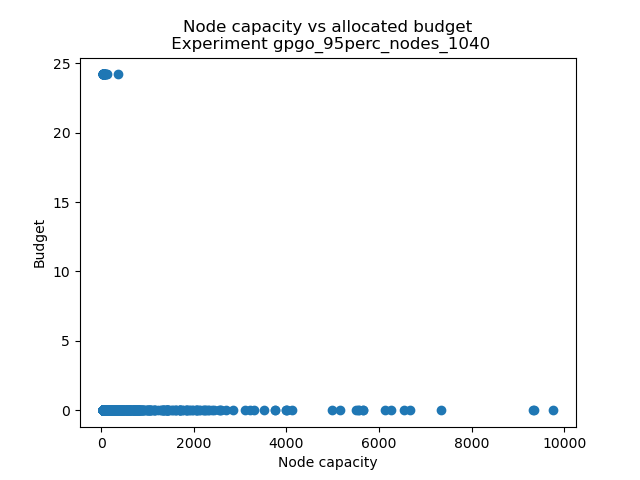 Node capacity vs allocated budget
Experiment gpgo_95perc_nodes_1040
25
20
15
10
5
0
Budget
0 2000 4000 6000 8000 10000
Node capacity